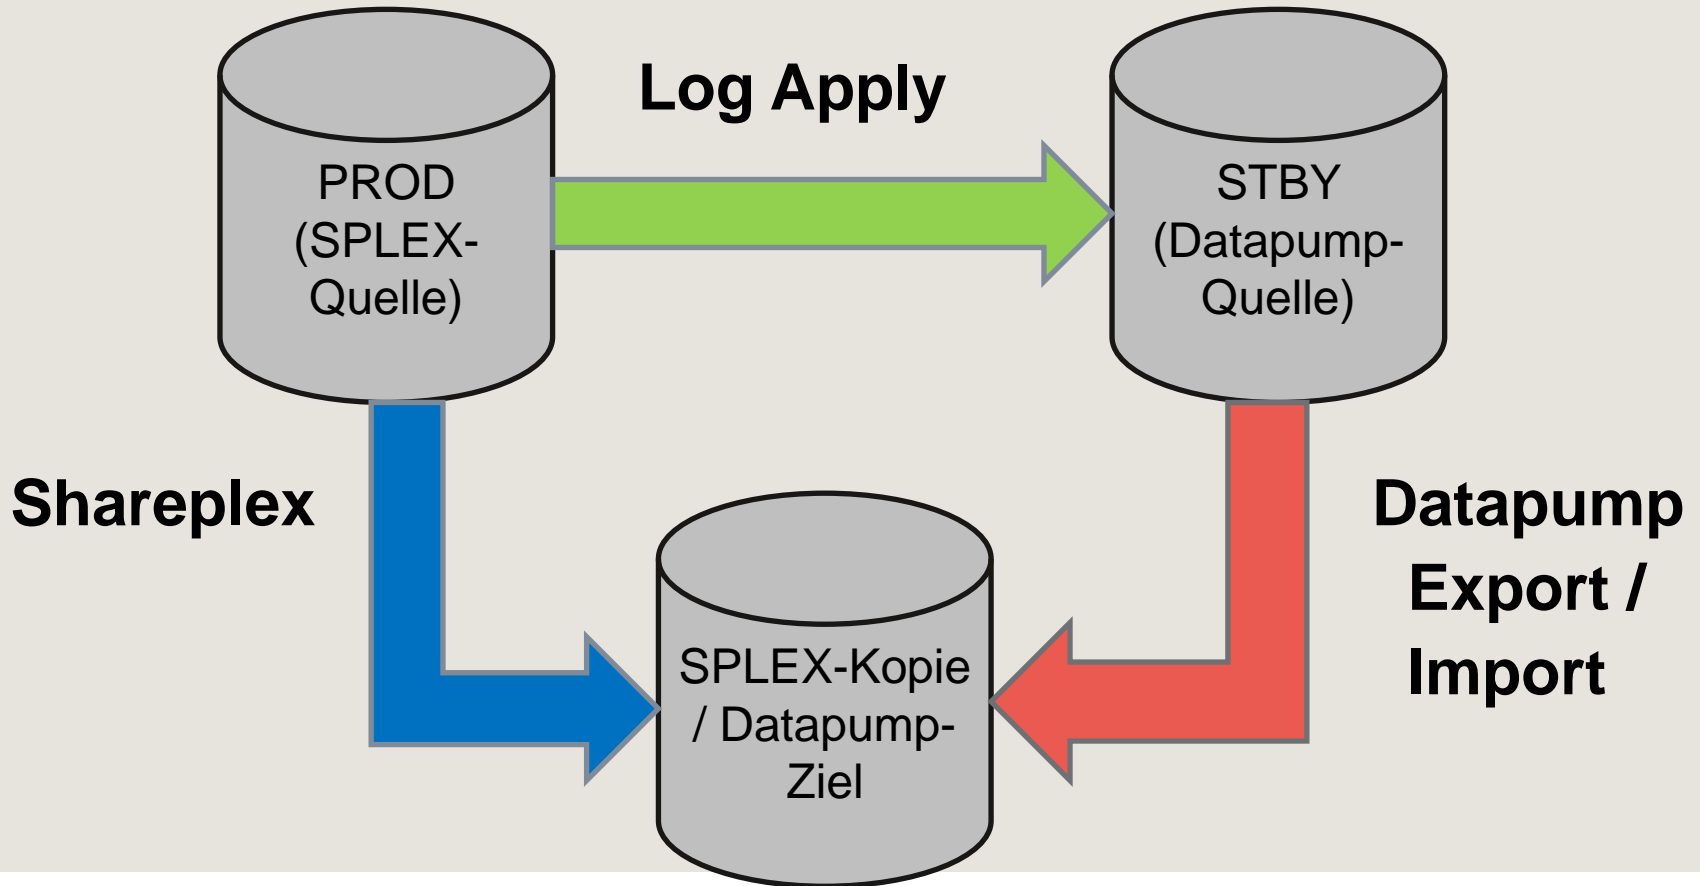 Log Apply
PROD
(SPLEX-
Quelle)
STBY
(Datapump-
Quelle)
Shareplex
Datapump
Export /
Import
SPLEX-Kopie
/ Datapump-
Ziel